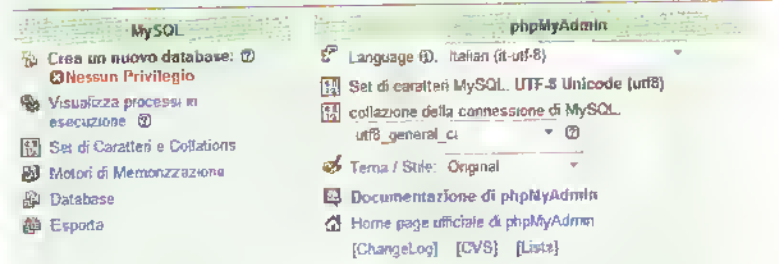 MySQL
Crea un nuovo database:
Nessun Privilegio
Visualizza processi in
esecuzione
Set di Caratteri e Collations
Motori di Memorizzazione
Database
Esporta
phpMyAdmin
Language: Italian (it-utf-8)
Set di caratteri MySQL: UTF-8 Unicode (utf8)
collazione della connessione di MySQL:
utf8_general_ci
Tema / Stile: Original
Documentazione di phpMyAdmin
Home page ufficiale di phpMyAdmin
[ChangeLog] [CVS] [Lists]